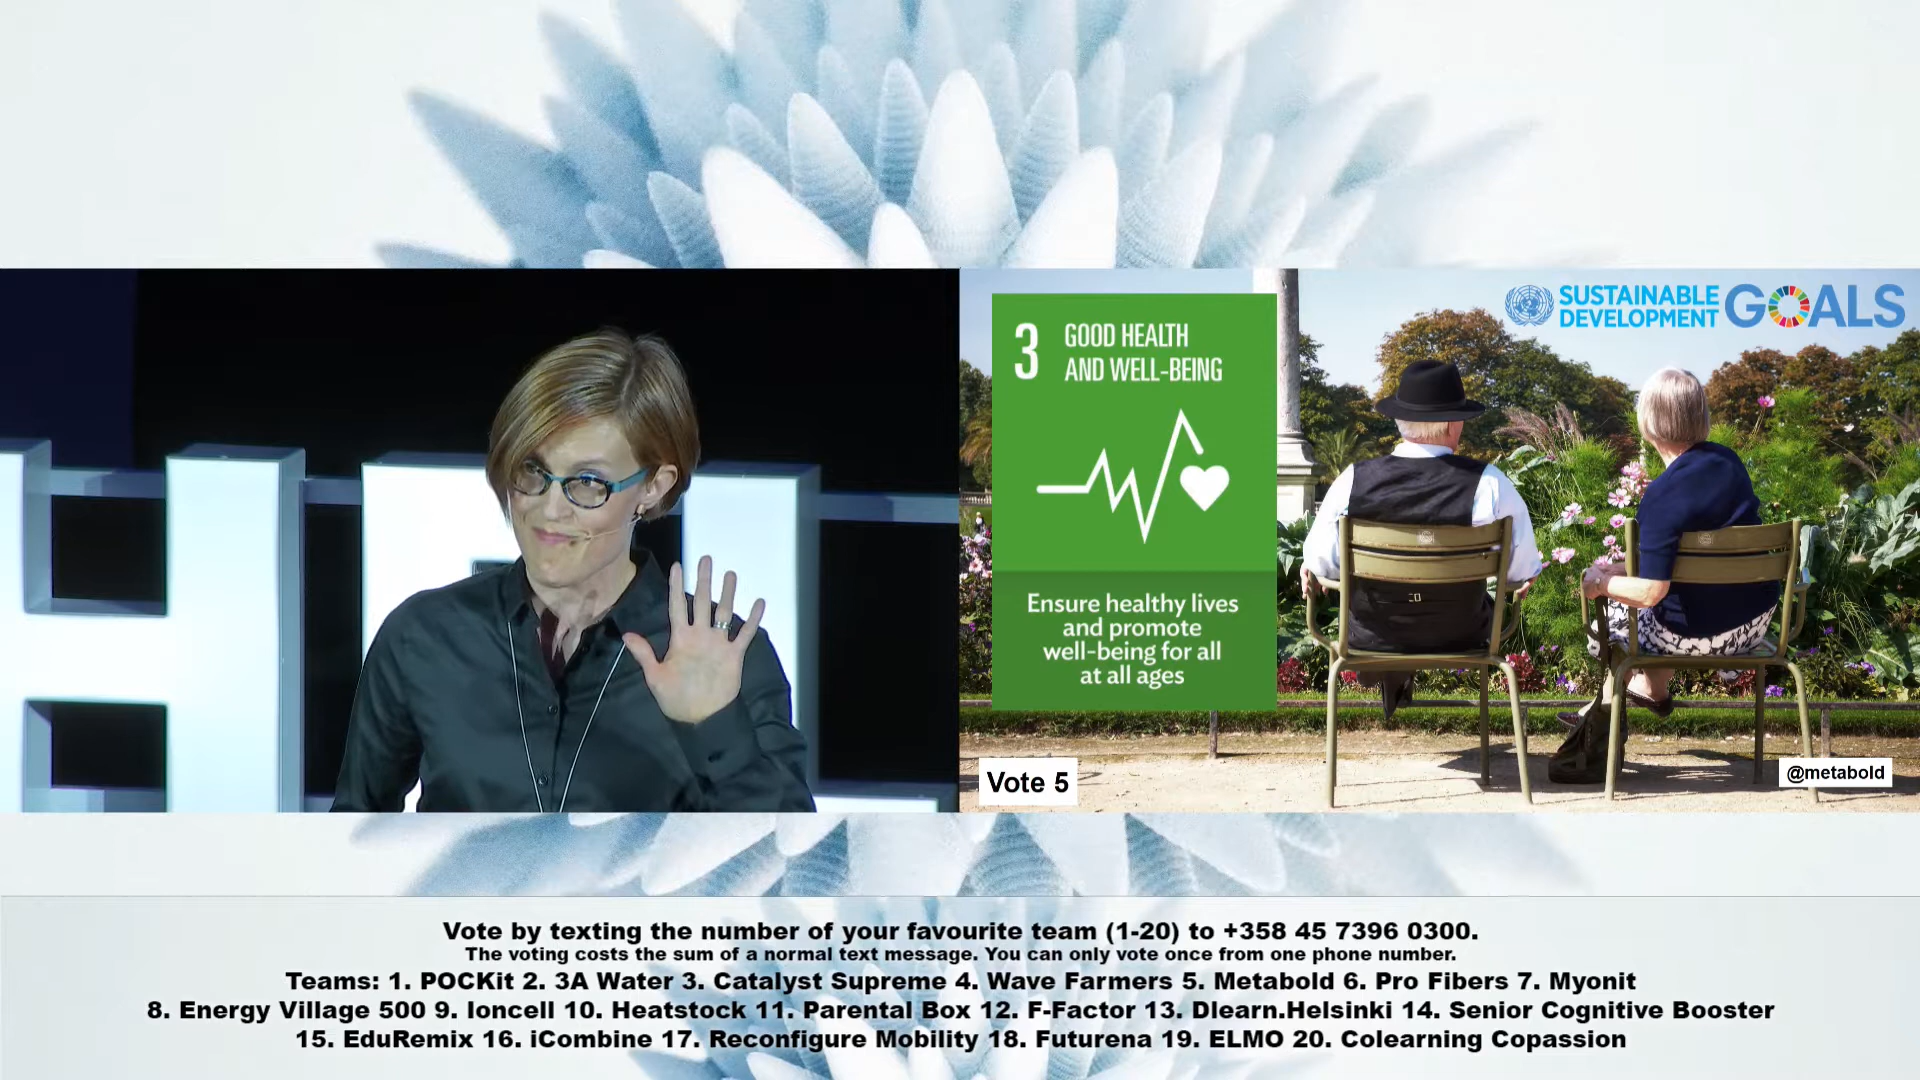 SUSTAINABLE
DEVELOPMENT
GOALS
3
GOOD HEALTH
AND WELL-BEING
Ensure healthy lives
and promote
well-being for all
at all ages
Vote 5
@metabold
Vote by texting the number of your favourite team (1-20) to +358 45 7396 0300.
The voting costs the sum of a normal text message. You can only vote once from one phone number.
Teams: 1. POCKit 2. 3A Water 3. Catalyst Supreme 4. Wave Farmers 5. Metabold 6. Pro Fibers 7. Myonit
8. Energy Village 500 9. Ioncell 10. Heatstock 11. Parental Box 12. F-Factor 13. Dlearn.Helsinki 14. Senior Cognitive Booster
15. EduRemix 16. iCombine 17. Reconfigure Mobility 18. Futurena 19. ELMO 20. Colearning Copassion